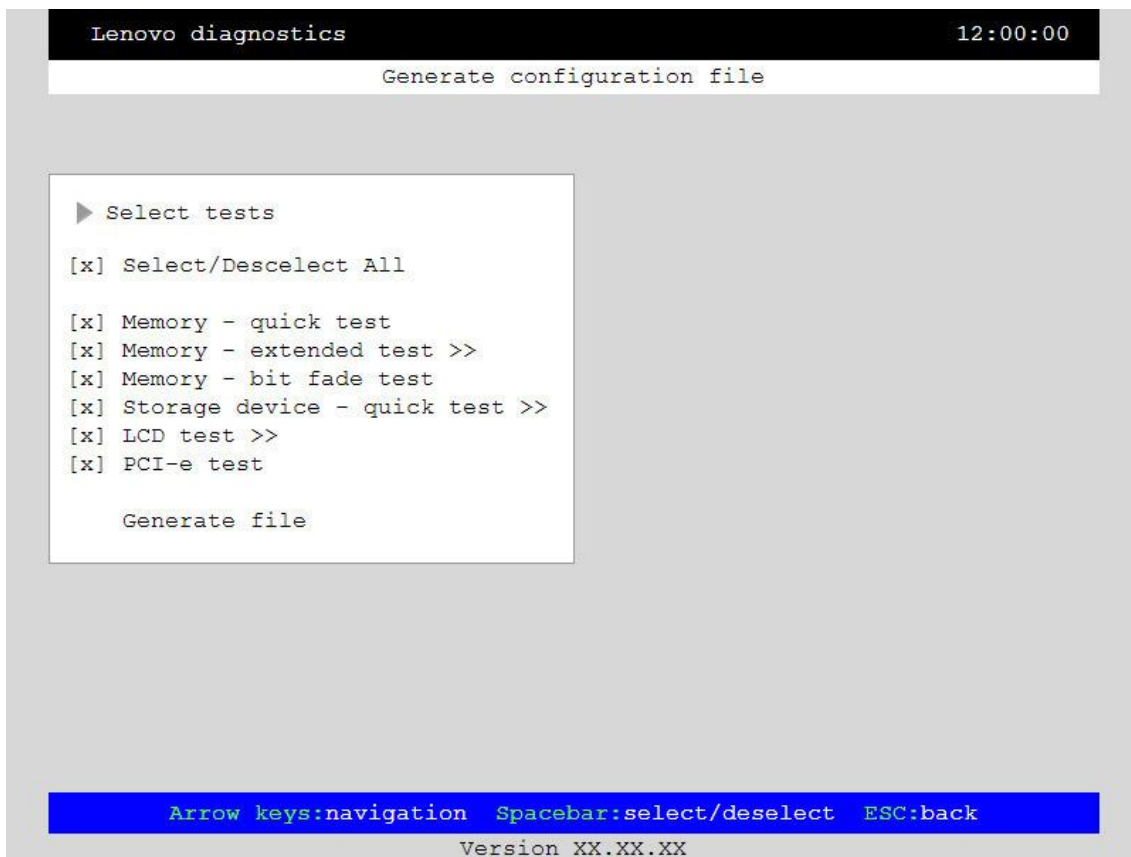 Lenovo diagnostics 12:00:00
Generate configuration file
Select tests
[x] Select/Descelect All
[x] Memory - quick test
[x] Memory - extended test >>
[x] Memory - bit fade test
[x] Storage device - quick test >>
[x] LCD test >>
[x] PCI-e test
Generate file
Arrow keys:navigation Spacebar:select/deselect ESC:back
Version XX.XX.XX